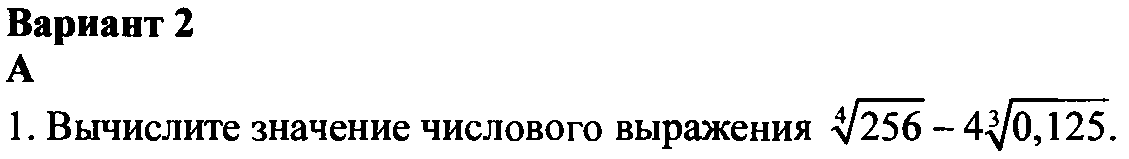 Вариант 2
А
1. Вычислите значение числового выражения ∜256 – 4∛0,125.